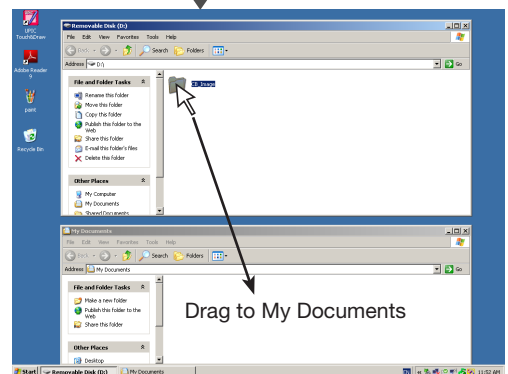 UPIC
Touch&Draw
Adobe Reader
9
paint
Recycle Bin
Removable Disk (D:)
File Edit View Favorites Tools Help
Back Search Folders
Address D:\ Go
File and Folder Tasks
Rename this folder
Move this folder
Copy this folder
Publish this folder to the
Web
Share this folder
E-mail this folder's files
Delete this folder
Other Places
My Computer
My Documents
Shared Documents
CD_Image
My Documents
File Edit View Favorites Tools Help
Back Search Folders
Address My Documents Go
File and Folder Tasks
Make a new folder
Publish this folder to the
Web
Share this folder
Other Places
Desktop
Drag to My Documents
Start Removable Disk (D:) My Documents 11:52 AM